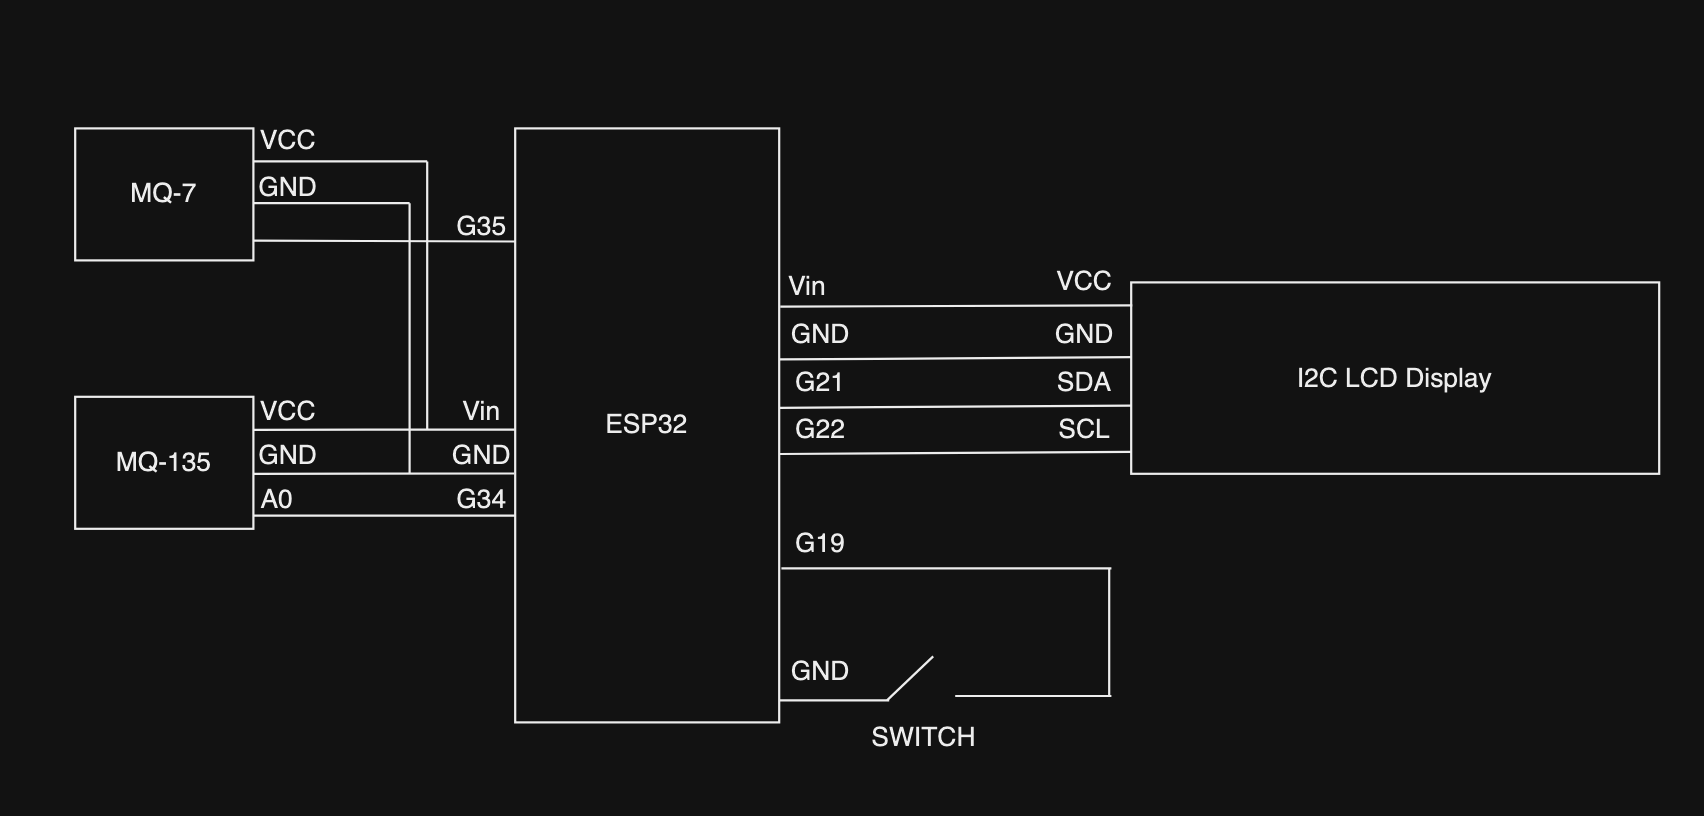 VCC
MQ-7
GND
G35
VCC
Vin
MQ-135
GND
GND
A0
G34
ESP32
Vin
VCC
GND
GND
G21
SDA
G22
SCL
I2C LCD Display
G19
GND
SWITCH